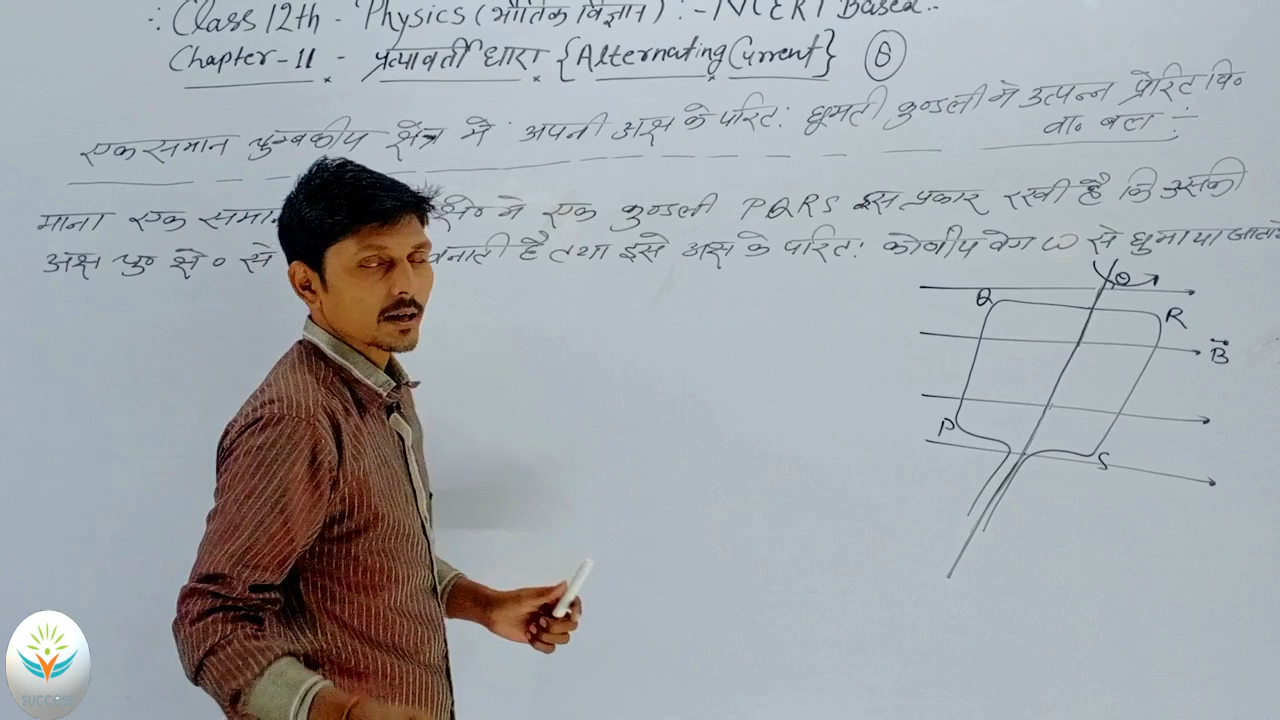 ∴ Class 12th - Physics (भौतिक विज्ञान) :- NCERT Based..
Chapter-11 - प्रत्यावर्ती धारा {Alternating Current} ⑥
एकसमान चुम्बकीय क्षेत्र में अपनी अक्ष के परित: घूमती कुण्डली मे उत्पन्न प्रेरित वि०
वा. बल :-
माना एक समान क्षे० मे एक कुण्डली PQRS इस प्रकार रखी है कि उसकी
अक्ष चु० क्षे० से बनाती है तथा इसे अक्ष के परित: कोणीय वेग ω से घुमाया जाता
θ
Q
R
B
P
S
SUCCESS